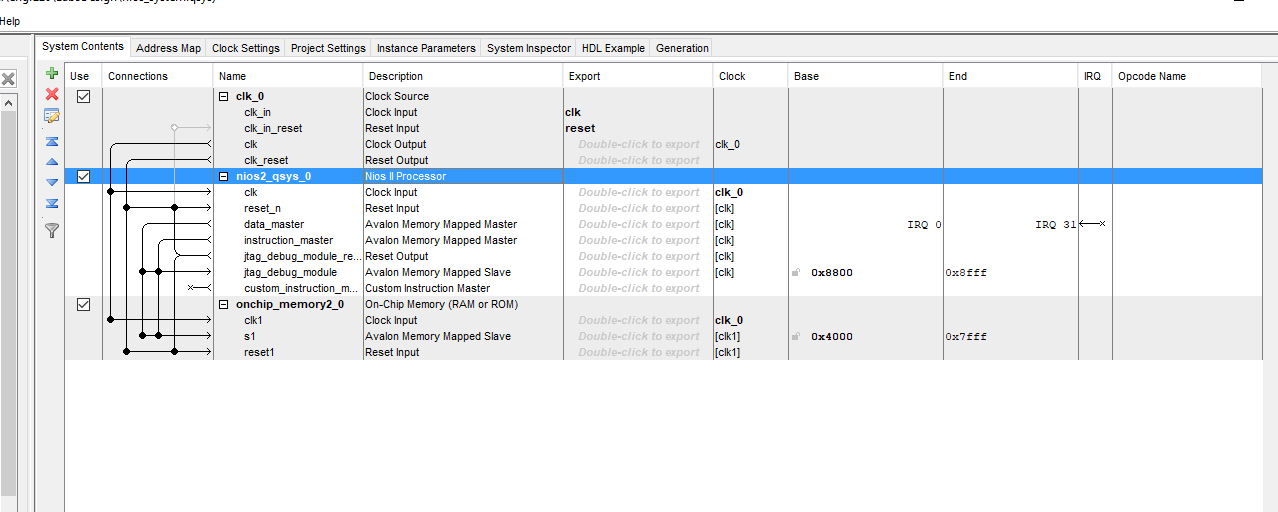 Help
System Contents Address Map Clock Settings Project Settings Instance Parameters System Inspector HDL Example Generation
Use Connections Name Description Export Clock Base End IRQ Opcode Name
clk_0 Clock Source
clk_in Clock Input clk
clk_in_reset Reset Input reset
clk Clock Output Double-click to export clk_0
clk_reset Reset Output Double-click to export
nios2_qsys_0 Nios II Processor
clk Clock Input Double-click to export clk_0
reset_n Reset Input Double-click to export [clk]
data_master Avalon Memory Mapped Master Double-click to export [clk] IRQ 0 IRQ 31
instruction_master Avalon Memory Mapped Master Double-click to export [clk]
jtag_debug_module_re... Reset Output Double-click to export [clk]
jtag_debug_module Avalon Memory Mapped Slave Double-click to export [clk] 0x8800 0x8fff
custom_instruction_m... Custom Instruction Master Double-click to export
onchip_memory2_0 On-Chip Memory (RAM or ROM)
clk1 Clock Input Double-click to export clk_0
s1 Avalon Memory Mapped Slave Double-click to export [clk1] 0x4000 0x7fff
reset1 Reset Input Double-click to export [clk1]